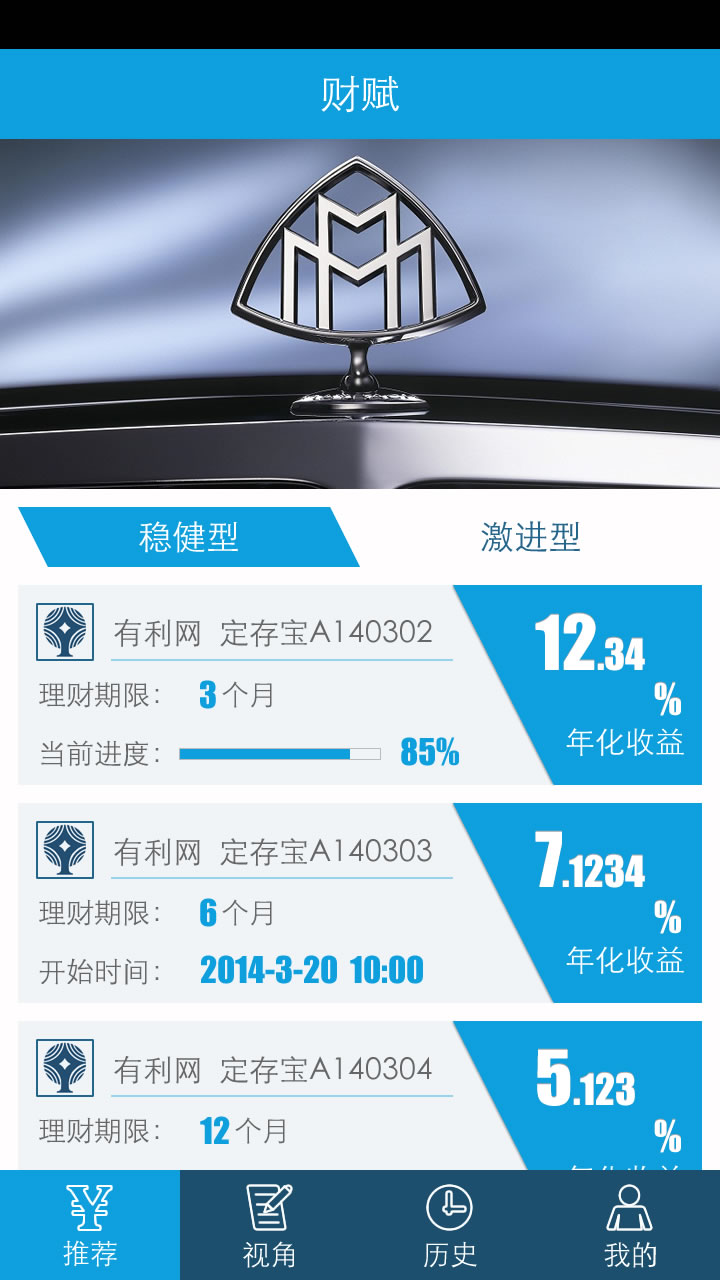 财赋
稳健型 激进型
有利网 定存宝A140302
理财期限： 3个月
当前进度： 85%
12.34
%
年化收益
有利网 定存宝A140303
理财期限： 6个月
开始时间： 2014-3-20 10:00
7.1234
%
年化收益
有利网 定存宝A140304
理财期限： 12个月
5.123
%
年化收益
推荐 视角 历史 我的